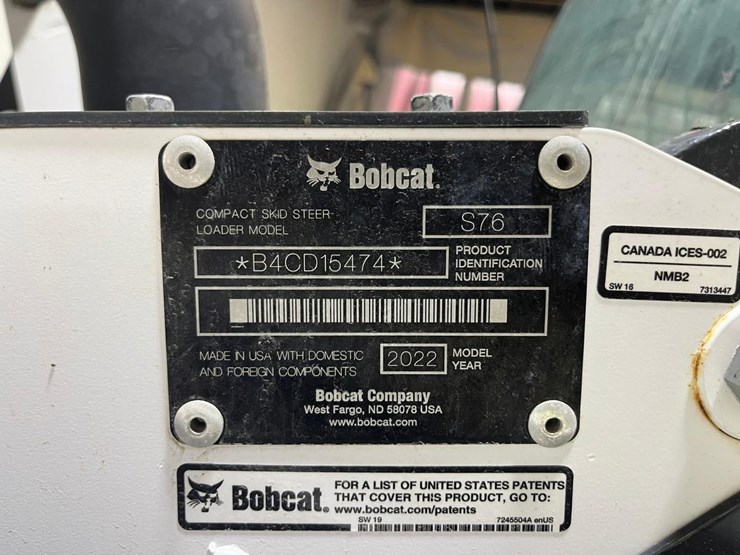 Bobcat.
COMPACT SKID STEER
LOADER MODEL
S76
*B4CD15474*
PRODUCT
IDENTIFICATION
NUMBER
MADE IN USA WITH DOMESTIC
AND FOREIGN COMPONENTS
2022
MODEL
YEAR
Bobcat Company
West Fargo, ND 58078 USA
www.bobcat.com
CANADA ICES-002
NMB2
SW 16
7313447
Bobcat.
FOR A LIST OF UNITED STATES PATENTS
THAT COVER THIS PRODUCT, GO TO:
www.bobcat.com/patents
SW 19
7245504A enUS